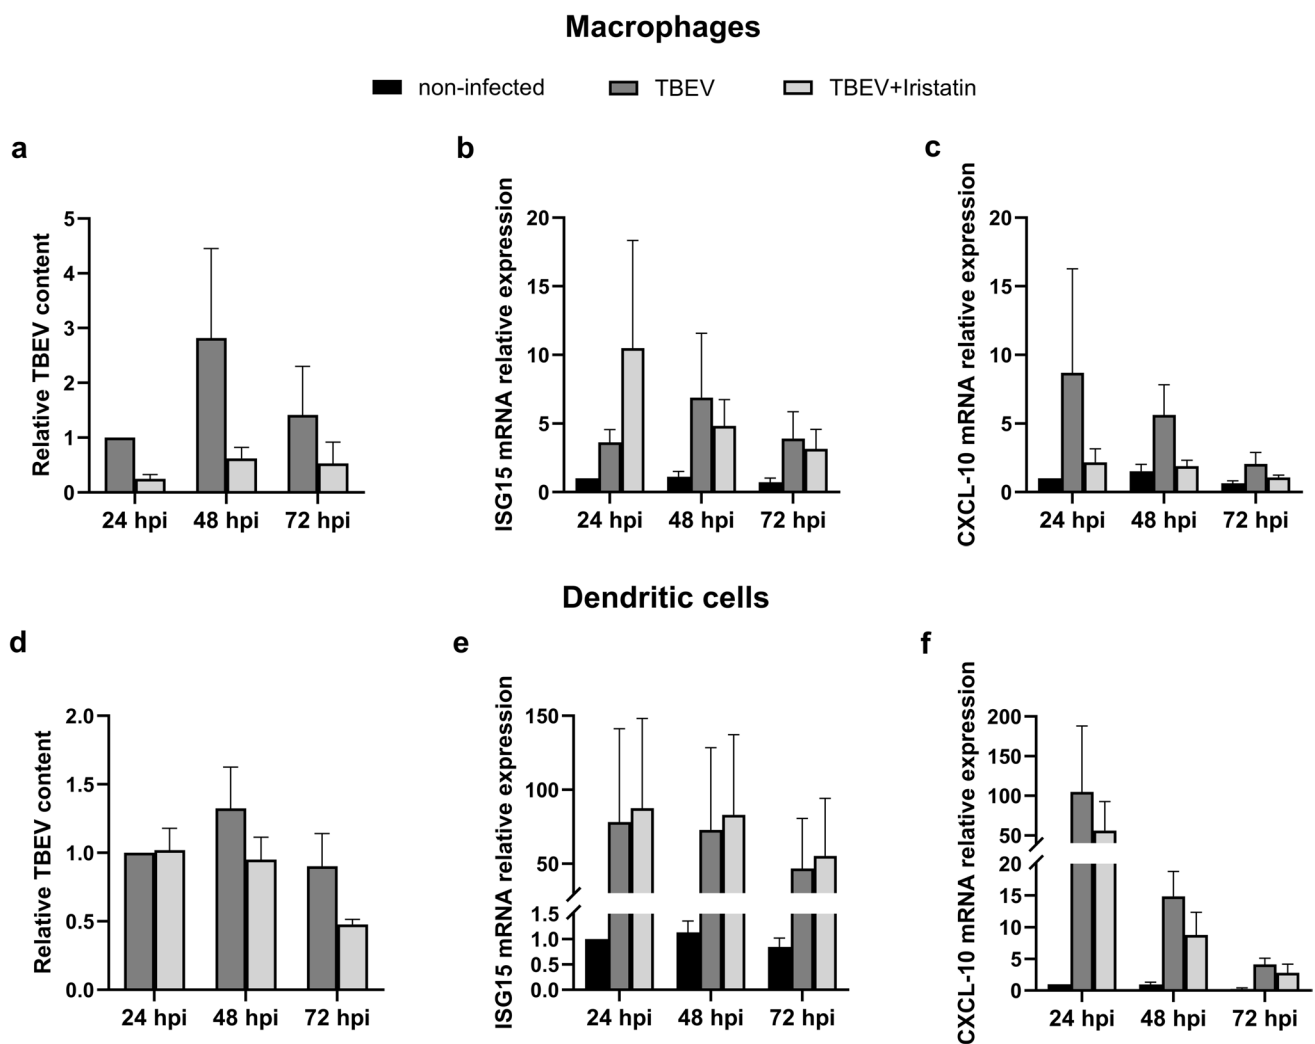 Macrophages
non-infected TBEV TBEV+Iristatin
a
Relative TBEV content
5
4
3
2
1
0
24 hpi 48 hpi 72 hpi
b
ISG15 mRNA relative expression
20
15
10
5
0
24 hpi 48 hpi 72 hpi
c
CXCL-10 mRNA relative expression
20
15
10
5
0
24 hpi 48 hpi 72 hpi
Dendritic cells
d
Relative TBEV content
2.0
1.5
1.0
0.5
0.0
24 hpi 48 hpi 72 hpi
e
ISG15 mRNA relative expression
150
100
50
1.5
1.0
0.5
0.0
24 hpi 48 hpi 72 hpi
f
CXCL-10 mRNA relative expression
200
150
100
50
20
15
10
5
0
24 hpi 48 hpi 72 hpi